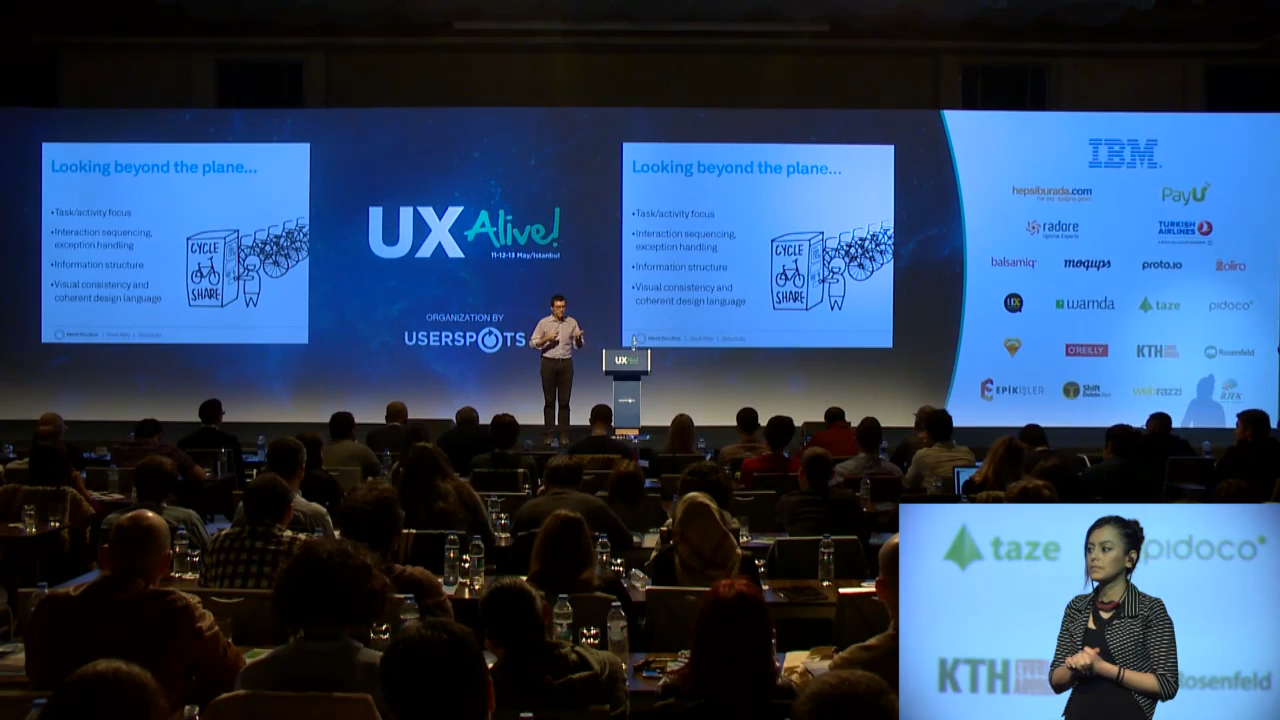 Looking beyond the plane...
•Task/activity focus
•Interaction sequencing,
exception handling
•Information structure
•Visual consistency and
coherent design language
CYCLE
SHARE
UX Alive!
11-12-13 May/Istanbul
ORGANIZATION BY
USERSPOTS
Looking beyond the plane...
•Task/activity focus
•Interaction sequencing,
exception handling
•Information structure
•Visual consistency and
coherent design language
CYCLE
SHARE
UX Alive!
IBM
hepsiburada.com
PayU
radore
TURKISH
AIRLINES
balsamiq
moqups
proto.io
UX
wamda
taze
pidoco
O'REILLY
KTH
Rosenfeld
EPİKİŞLER
Shift
Delete.Net
webrazzi
taze
pidoco
KTH
Rosenfeld